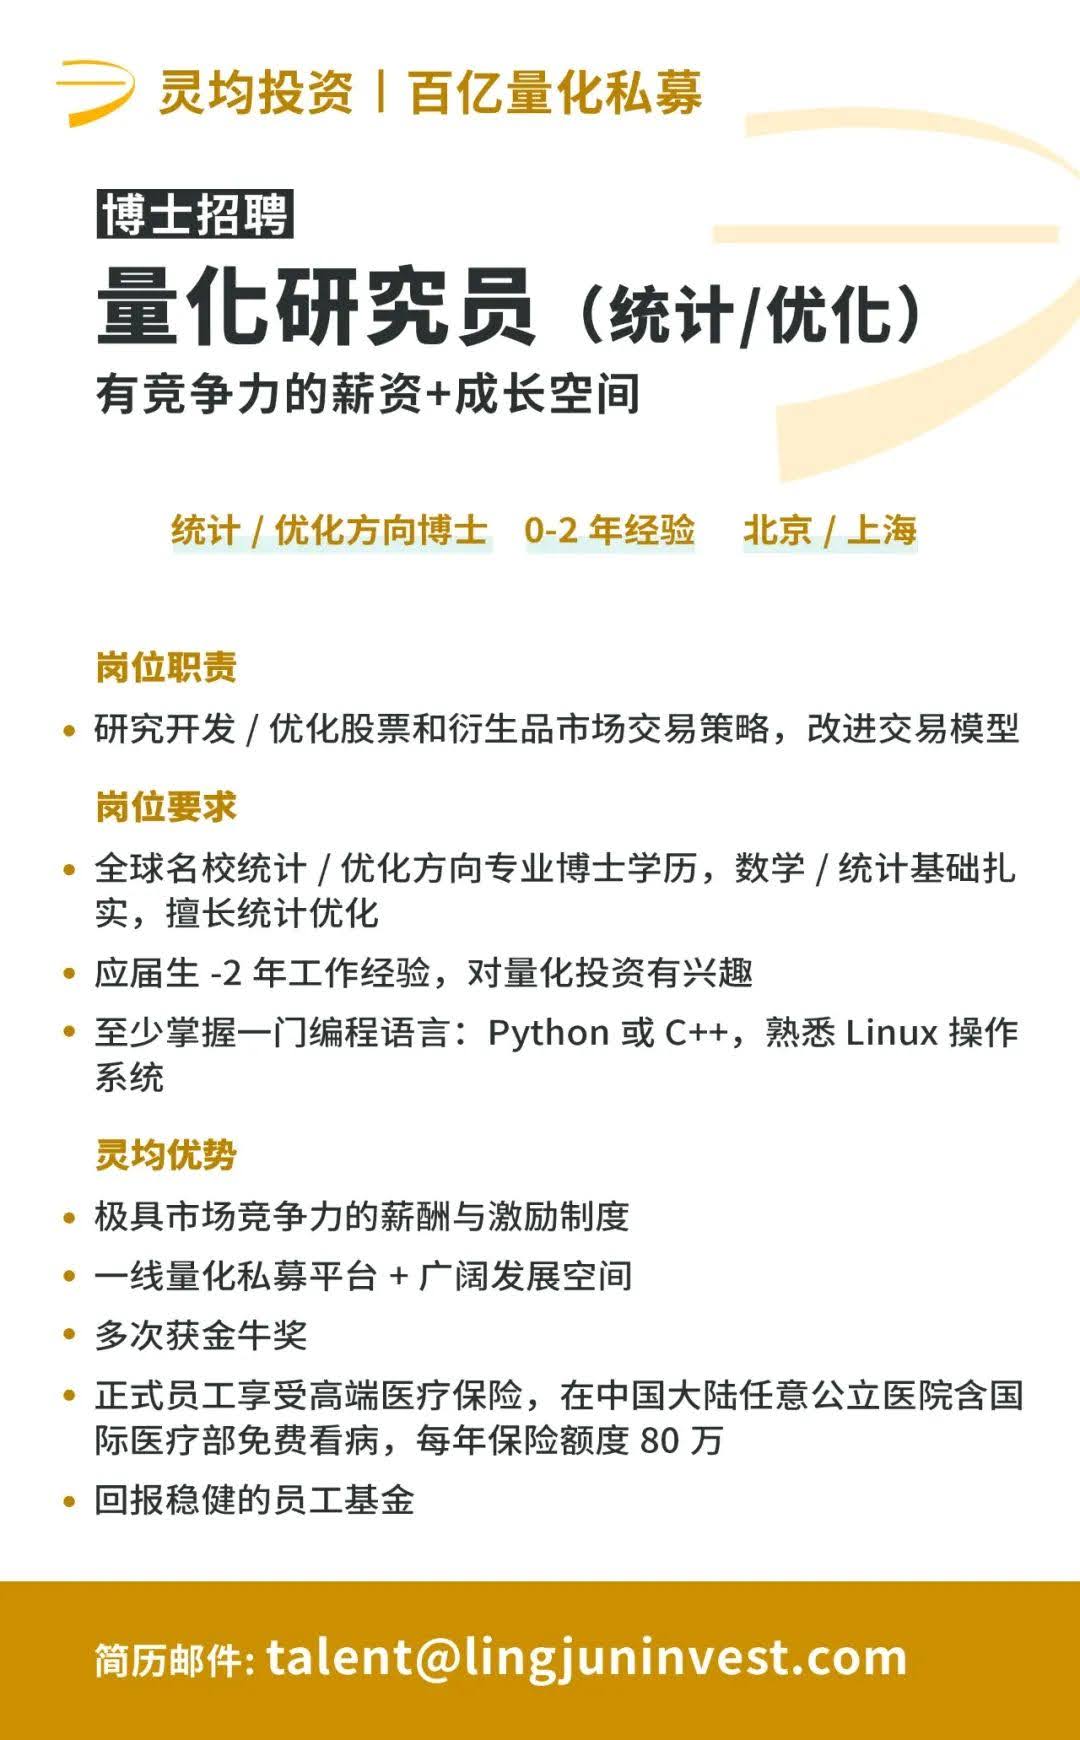 灵均投资丨百亿量化私募
博士招聘
量化研究员（统计/优化）
有竞争力的薪资+成长空间
统计 / 优化方向博士 0-2 年经验 北京 / 上海
岗位职责
研究开发 / 优化股票和衍生品市场交易策略，改进交易模型
岗位要求
全球名校统计 / 优化方向专业博士学历，数学 / 统计基础扎
实，擅长统计优化
应届生 -2 年工作经验，对量化投资有兴趣
至少掌握一门编程语言：Python 或 C++，熟悉 Linux 操作
系统
灵均优势
极具市场竞争力的薪酬与激励制度
一线量化私募平台 + 广阔发展空间
多次获金牛奖
正式员工享受高端医疗保险，在中国大陆任意公立医院含国
际医疗部免费看病，每年保险额度 80 万
回报稳健的员工基金
简历邮件: talent@lingjuninvest.com